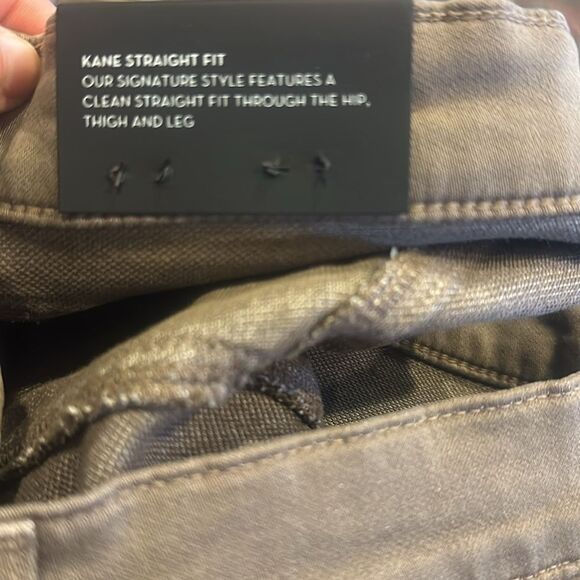 KANE STRAIGHT FIT
OUR SIGNATURE STYLE FEATURES A
CLEAN STRAIGHT FIT THROUGH THE HIP,
THIGH AND LEG